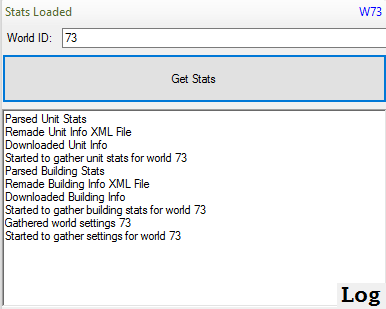 Stats Loaded W73
World ID: 73
Get Stats
Parsed Unit Stats
Remade Unit Info XML File
Downloaded Unit Info
Started to gather unit stats for world 73
Parsed Building Stats
Remade Building Info XML File
Downloaded Building Info
Started to gather building stats for world 73
Gathered world settings 73
Started to gather settings for world 73
Log